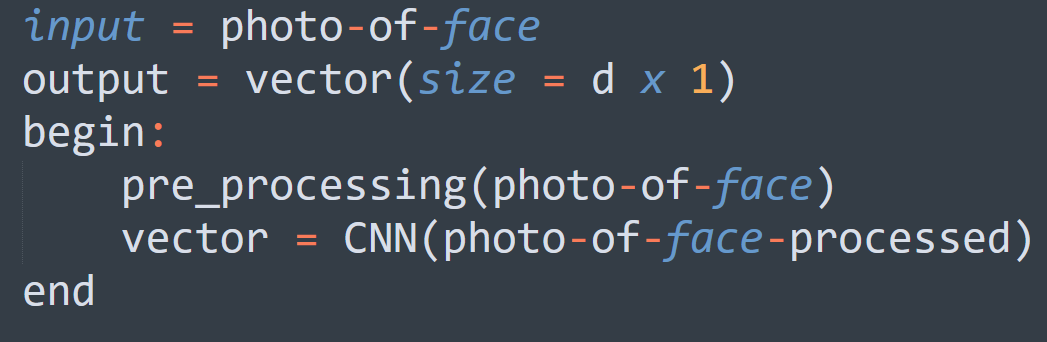 input = photo-of-face
output = vector(size = d x 1)
begin:
    pre_processing(photo-of-face)
    vector = CNN(photo-of-face-processed)
end